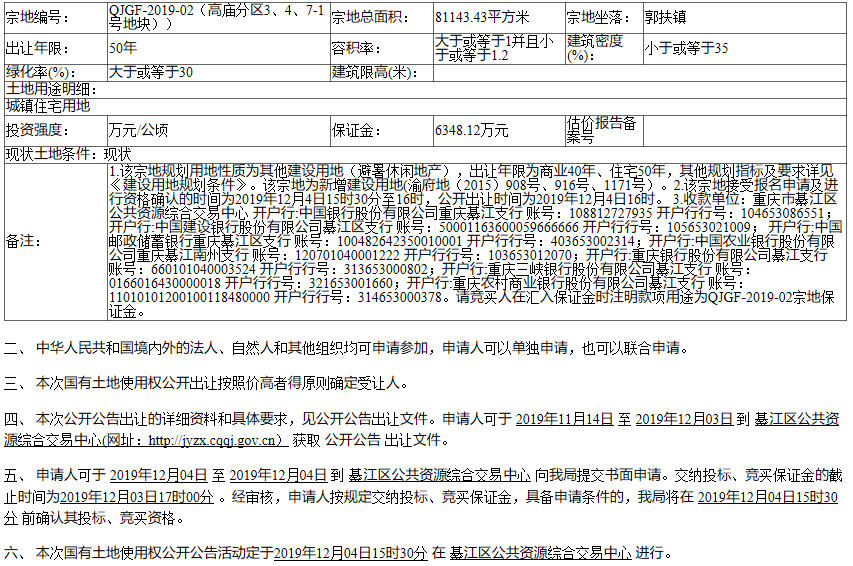 宗地编号： QJGF-2019-02（高庙分区3、4、7-1号地块）） 宗地总面积： 81143.43平方米 宗地坐落： 郭扶镇
出让年限： 50年 容积率： 大于或等于1并且小于或等于1.2 建筑密度(%)： 小于或等于35
绿化率(%)： 大于或等于30 建筑限高(米)：
土地用途明细：
城镇住宅用地
投资强度： 万元/公顷 保证金： 6348.12万元 估价报告备案号
现状土地条件：现状
备注：
1.该宗地规划用地性质为其他建设用地（避暑休闲地产），出让年限为商业40年、住宅50年，其他规划指标及要求详见
《建设用地规划条件》。该宗地为新增建设用地(渝府地（2015）908号、916号、1171号）。2.该宗地接受报名申请及进
行资格确认的时间为2019年12月4日15时30分至16时，公开出让时间为2019年12月4日16时。 3.收款单位：重庆市綦江区
公共资源综合交易中心 开户行:中国银行股份有限公司重庆綦江支行 账号：108812727935 开户行行号：104653086551；
开户行:中国建设银行股份有限公司綦江区支行 账号：50001163600059666666 开户行行号：105653021009； 开户行:中国
邮政储蓄银行重庆綦江区支行 账号：100482642350010001 开户行行号：403653002314；开户行:中国农业银行股份有限
公司重庆綦江南州支行 账号：120701040001222 开户行行号：103653012070；开户行:重庆银行股份有限公司綦江支行
账号：660101040003524 开户行行号：313653000802；开户行:重庆三峡银行股份有限公司綦江支行 账号：
0166016430000018 开户行行号：321653001660；开户行:重庆农村商业银行股份有限公司綦江支行 账号：
11010101200100118480000 开户行行号：314653000378。请竞买人在汇入保证金时注明款项用途为QJGF-2019-02宗地保
证金。
二、 中华人民共和国境内外的法人、自然人和其他组织均可申请参加，申请人可以单独申请，也可以联合申请。
三、 本次国有土地使用权公开出让按照价高者得原则确定受让人。
四、 本次公开公告出让的详细资料和具体要求，见公开公告出让文件。申请人可于 2019年11月14日 至 2019年12月03日 到 綦江区公共资
源综合交易中心(网址：http://jyzx.cqqj.gov.cn） 获取 公开公告 出让文件。
五、 申请人可于 2019年12月04日 至 2019年12月04日 到 綦江区公共资源综合交易中心 向我局提交书面申请。交纳投标、竞买保证金的截
止时间为2019年12月03日17时00分 。经审核，申请人按规定交纳投标、竞买保证金，具备申请条件的，我局将在 2019年12月04日15时30
分 前确认其投标、竞买资格。
六、 本次国有土地使用权公开公告活动定于2019年12月04日15时30分 在 綦江区公共资源综合交易中心 进行。